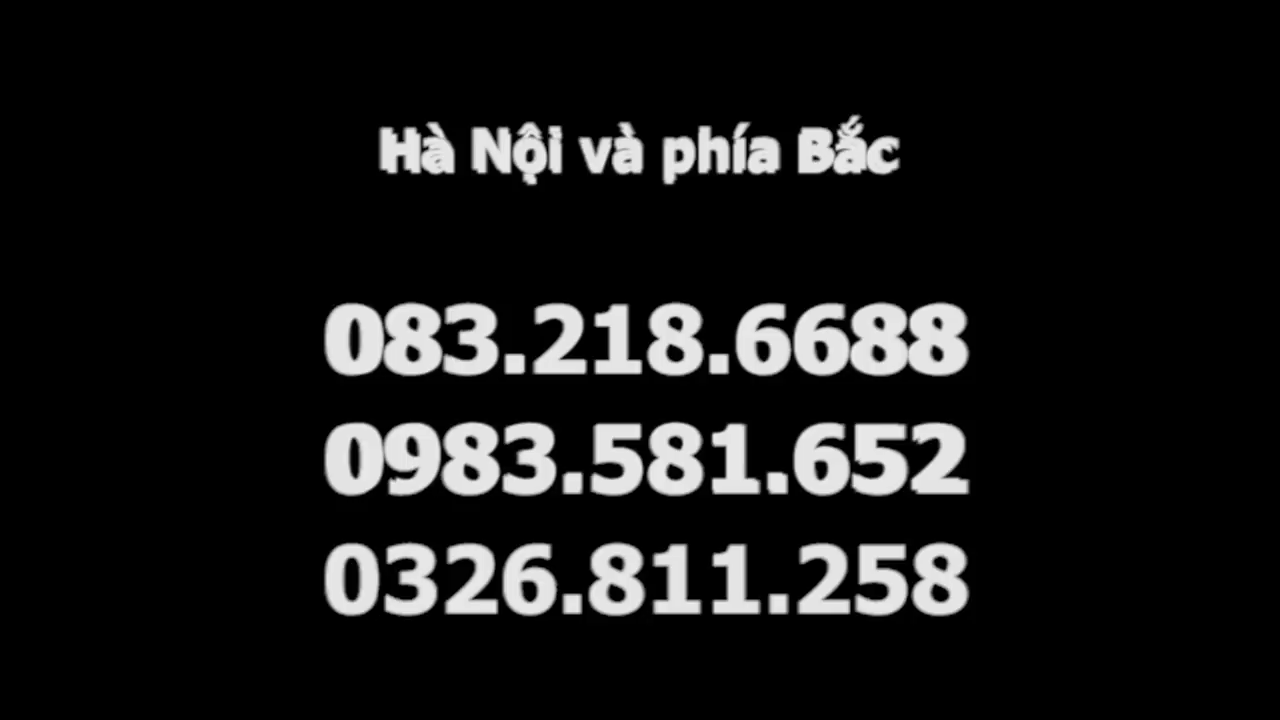 Hà Nội và phía Bắc
083.218.6688
0983.581.652
0326.811.258